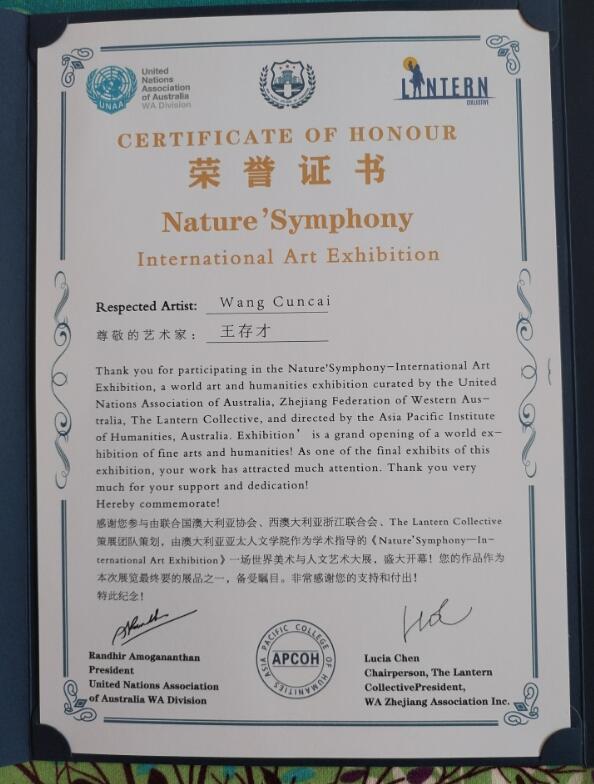 United
Nations
Association
of Australia
WA Division
UNAA
LANTERN
COLLECTIVE
CERTIFICATE OF HONOUR
荣誉证书
Nature'Symphony
International Art Exhibition
Respected Artist: Wang Cuncai
尊敬的艺术家：王存才
Thank you for participating in the Nature'Symphony-International Art
Exhibition, a world art and humanities exhibition curated by the United
Nations Association of Australia, Zhejiang Federation of Western Aus-
tralia, The Lantern Collective, and directed by the Asia Pacific Institute
of Humanities, Australia. Exhibition' is a grand opening of a world ex-
hibition of fine arts and humanities! As one of the final exhibits of this
exhibition, your work has attracted much attention. Thank you very
much for your support and dedication!
Hereby commemorate!
感谢您参与由联合国澳大利亚协会、西澳大利亚浙江联合会、The Lantern Collective
策展团队策划，由澳大利亚亚太人文学院作为学术指导的《Nature'Symphony—In-
ternational Art Exhibition》一场世界美术与人文艺术大展，盛大开幕！您的作品作为
本次展览最终要的展品之一，备受瞩目。非常感谢您的支持和付出！
特此纪念！
Randhir Amogananthan
President
United Nations Association
of Australia WA Division
ASIA PACIFIC COLLEGE OF HUMANITIES
APCOH
Lucia Chen
Chairperson, The Lantern
CollectivePresident,
WA Zhejiang Association Inc.